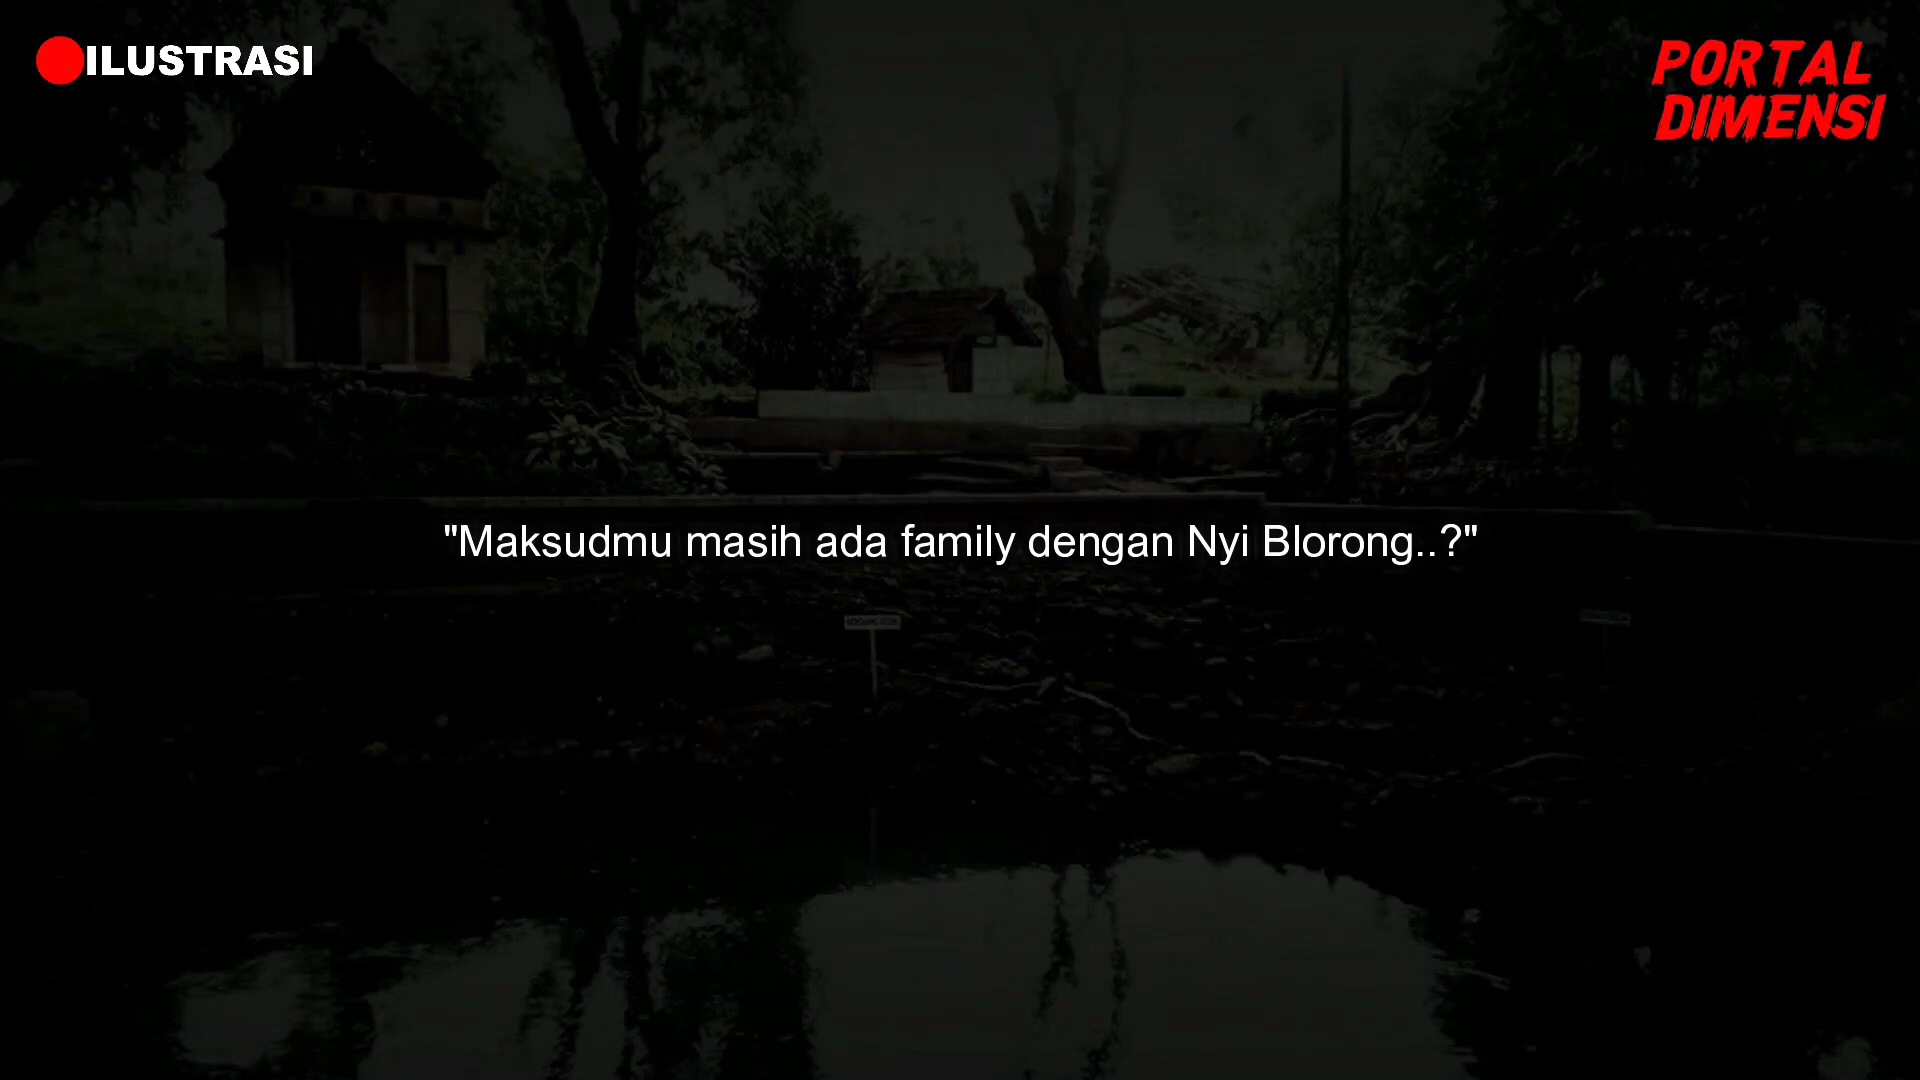 ILUSTRASI
PORTAL
DIMENSI
"Maksudmu masih ada family dengan Nyi Blorong..?"